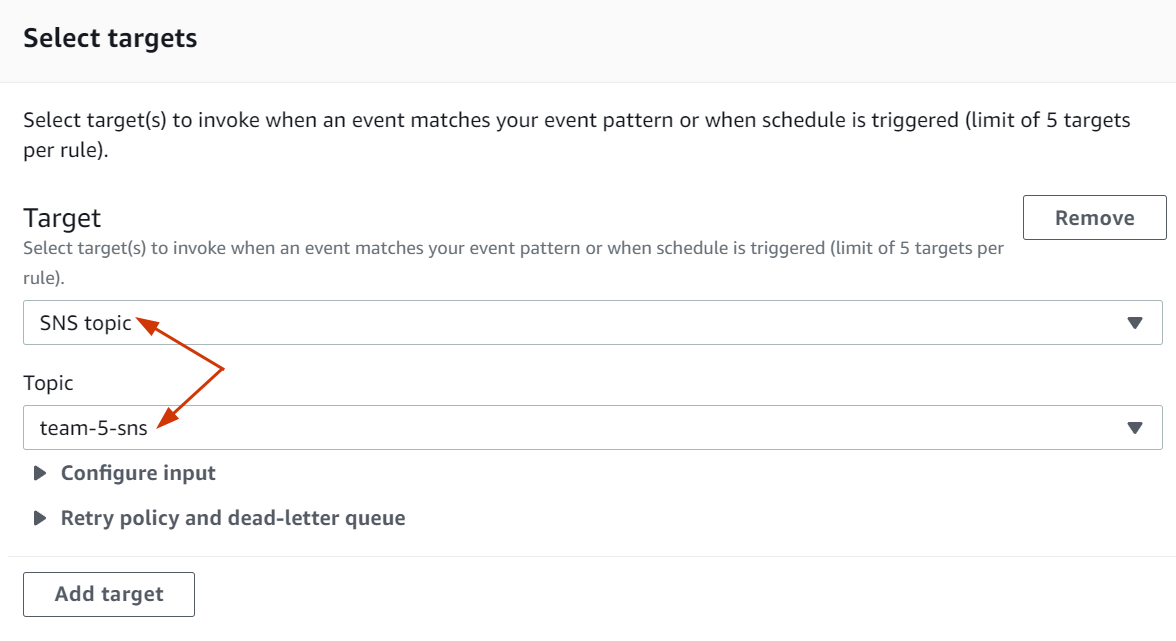 Select targets
Select target(s) to invoke when an event matches your event pattern or when schedule is triggered (limit of 5 targets
per rule).
Target
Remove
Select target(s) to invoke when an event matches your event pattern or when schedule is triggered (limit of 5 targets per
rule).
SNS topic
Topic
team-5-sns
Configure input
Retry policy and dead-letter queue
Add target